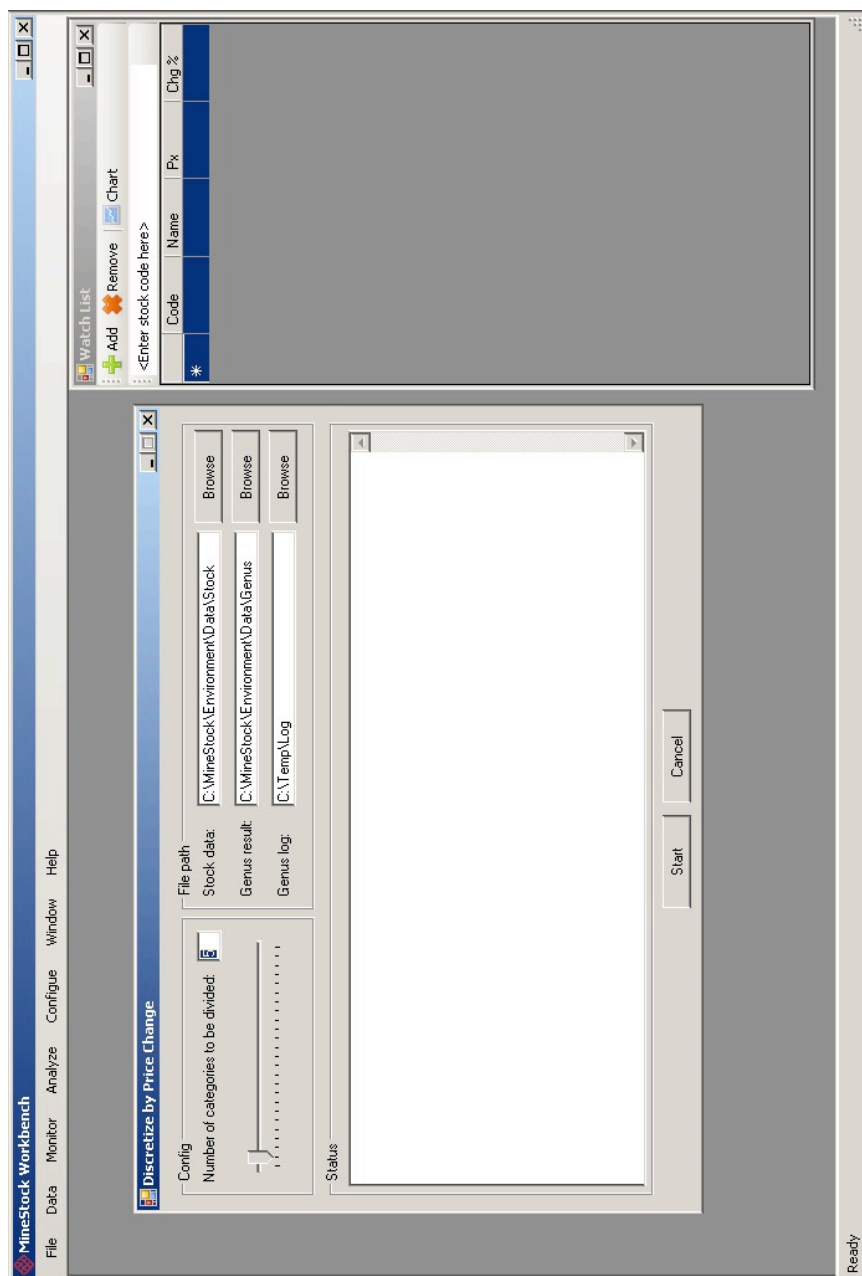 MineStock Workbench
File Data Monitor Analyze Configue Window Help
Discretize by Price Change
Config
Number of categories to be divided: 5
File path
Stock data: C:\MineStock\Environment\Data\Stock Browse
Genus result: C:\MineStock\Environment\Data\Genus Browse
Genus log: C:\Temp\Log Browse
Status
Start Cancel
Watch List
Add Remove Chart
<Enter stock code here>
Code Name Px Chg %
*
Ready